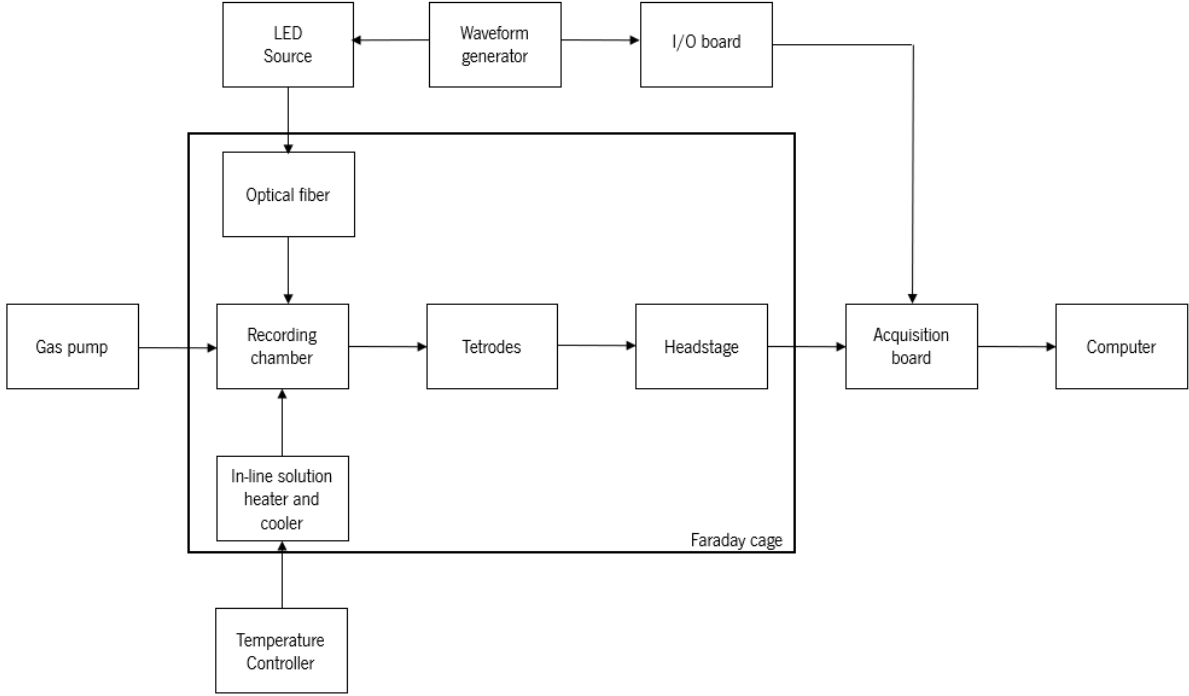 LED
Source
Waveform
generator
I/O board
Optical fiber
Gas pump
Recording
chamber
Tetrodes
Headstage
Acquisition
board
Computer
In-line solution
heater and
cooler
Faraday cage
Temperature
Controller